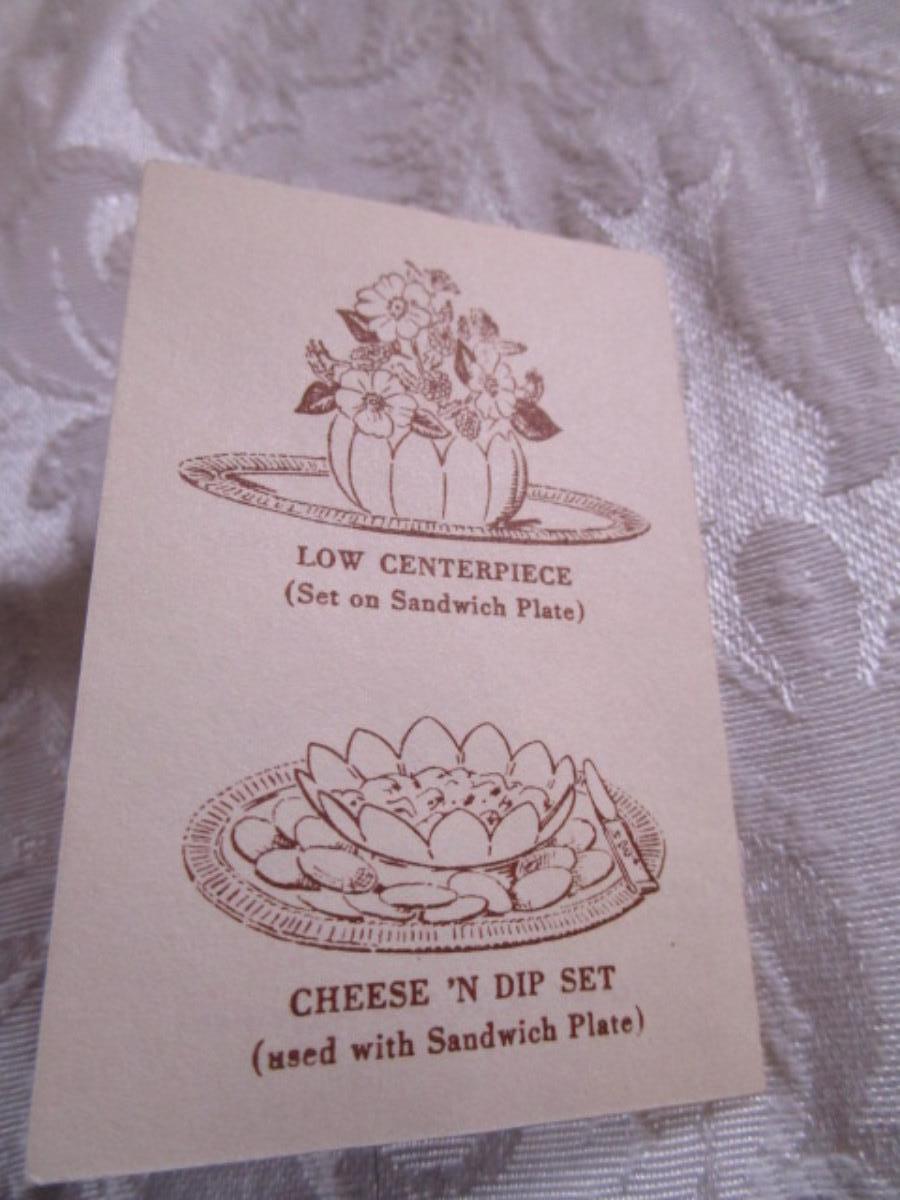 LOW CENTERPIECE
(Set on Sandwich Plate)
CHEESE 'N DIP SET
(used with Sandwich Plate)